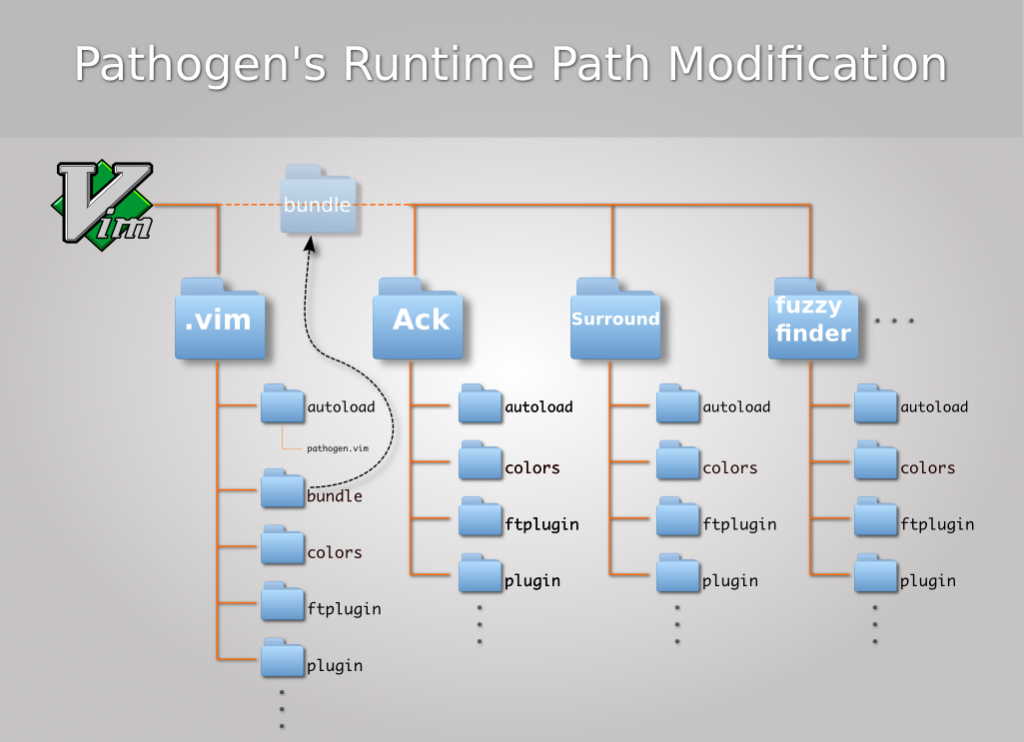 Pathogen's Runtime Path Modification
Vim
bundle
.vim
Ack
Surround
fuzzy
finder
autoload
pathogen.vim
bundle
colors
ftplugin
plugin
autoload
colors
ftplugin
plugin
autoload
colors
ftplugin
plugin
autoload
colors
ftplugin
plugin